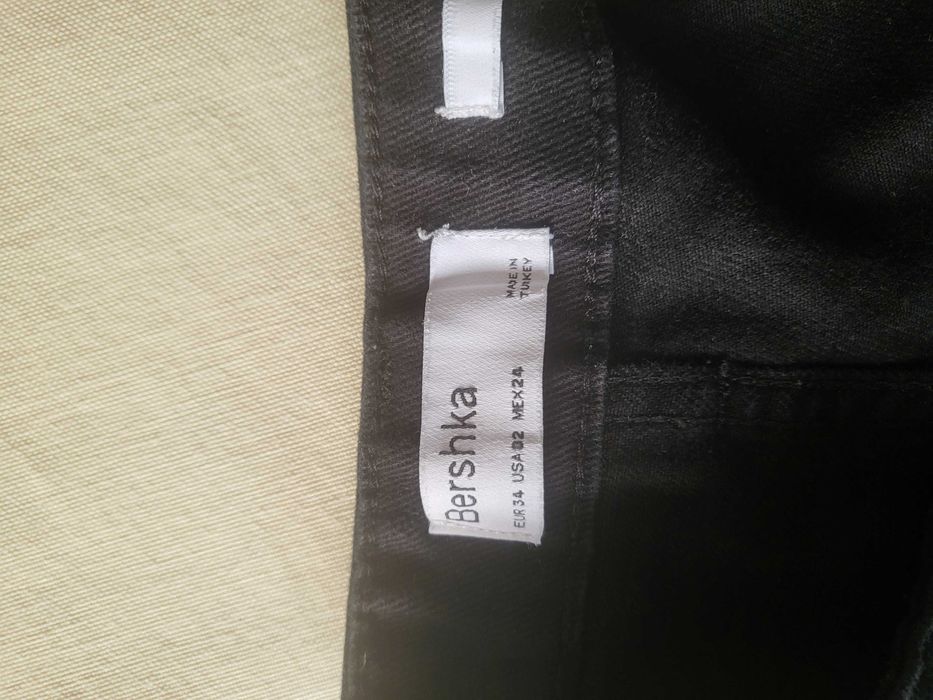 Bershka
EUR 34 USA 02 MEX 24
MADE IN
TURKEY